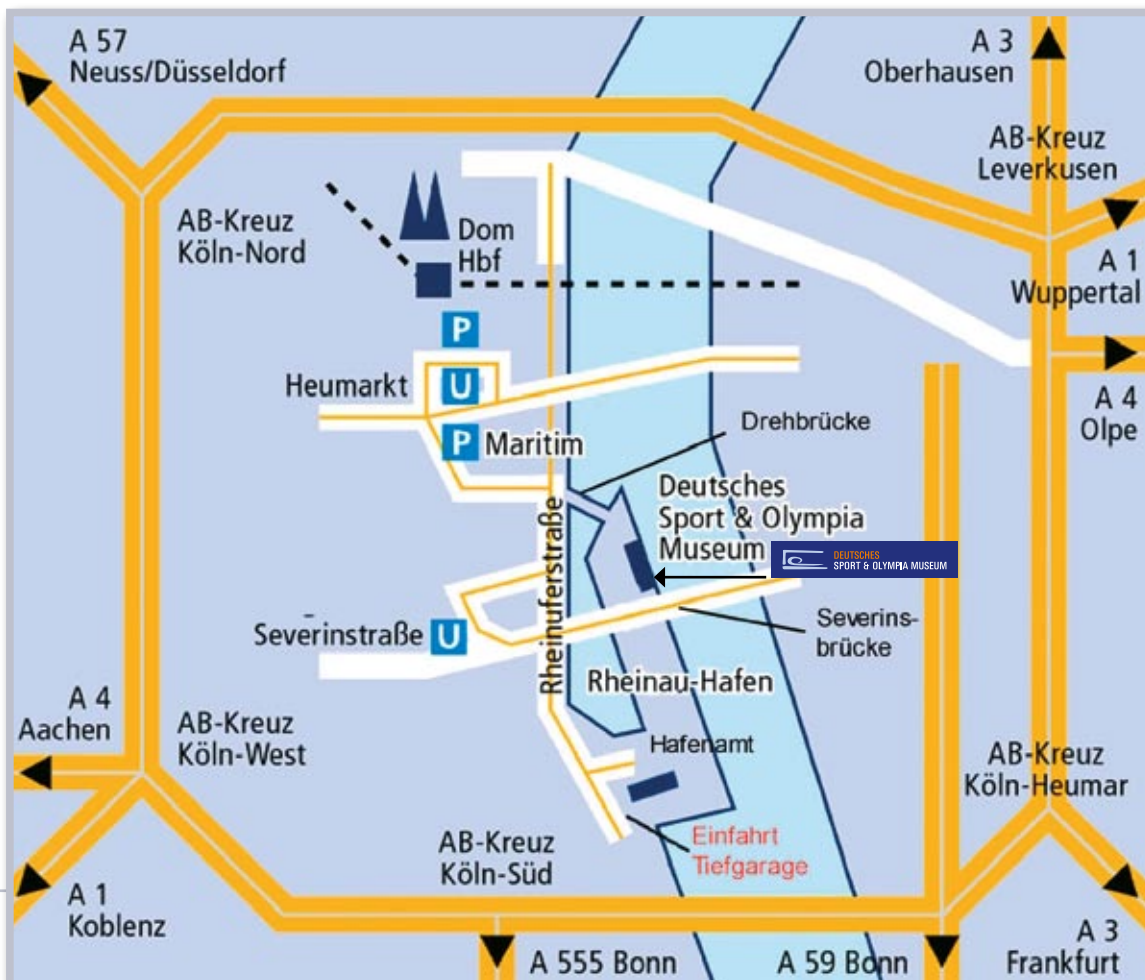 A 57
Neuss/Düsseldorf
A 3
Oberhausen
AB-Kreuz
Leverkusen
AB-Kreuz
Köln-Nord
Dom
Hbf
A 1
Wuppertal
P
Heumarkt
U
A 4
Olpe
P Maritim
Drehbrücke
Deutsches
Sport & Olympia
Museum
DEUTSCHES
SPORT & OLYMPIA MUSEUM
Rheinuferstraße
Severinstraße
U
Severins-
brücke
Rheinau-Hafen
A 4
Aachen
AB-Kreuz
Köln-West
Hafenamt
AB-Kreuz
Köln-Heumar
Einfahrt
Tiefgarage
AB-Kreuz
Köln-Süd
A 1
Koblenz
A 555 Bonn
A 59 Bonn
A 3
Frankfurt